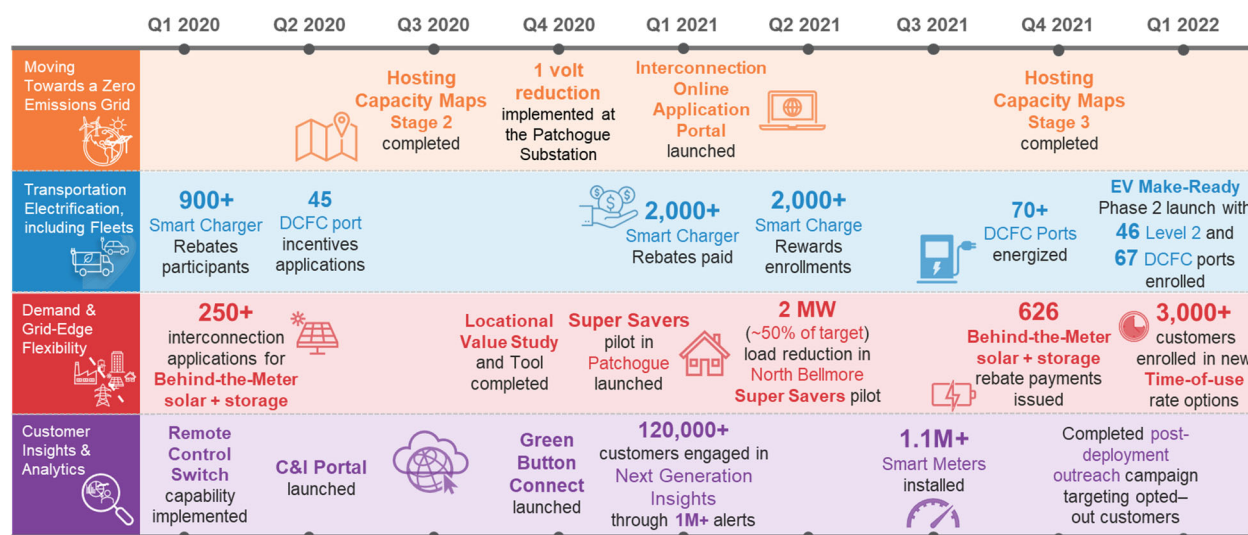 Q1 2020
Q2 2020
Q3 2020
Q4 2020
Q1 2021
Q2 2021
Q3 2021
Q4 2021
Q1 2022
Moving
Towards a Zero
Emissions Grid
Hosting
Capacity Maps
Stage 2
completed
1 volt
reduction
implemented at
the Patchogue
Substation
Interconnection
Online
Application
Portal
launched
Hosting
Capacity Maps
Stage 3
completed
Transportation
Electrification,
including Fleets
900+
Smart Charger
Rebates
participants
45
DCFC port
incentives
applications
2,000+
Smart Charger
Rebates paid
2,000+
Smart Charge
Rewards
enrollments
70+
DCFC Ports
energized
EV Make-Ready
Phase 2 launch with
46 Level 2 and
67 DCFC ports
enrolled
Demand &
Grid-Edge
Flexibility
250+
interconnection
applications for
Behind-the-Meter
solar + storage
Locational
Value Study
and Tool
completed
Super Savers
pilot in
Patchogue
launched
2 MW
(~50% of target)
load reduction in
North Bellmore
Super Savers pilot
626
Behind-the-Meter
solar + storage
rebate payments
issued
3,000+
customers
enrolled in new
Time-of-use
rate options
Customer
Insights &
Analytics
Remote
Control
Switch
capability
implemented
C&I Portal
launched
Green
Button
Connect
launched
120,000+
customers engaged in
Next Generation
Insights
through 1M+ alerts
1.1M+
Smart Meters
installed
Completed post-
deployment
outreach campaign
targeting opted–
out customers